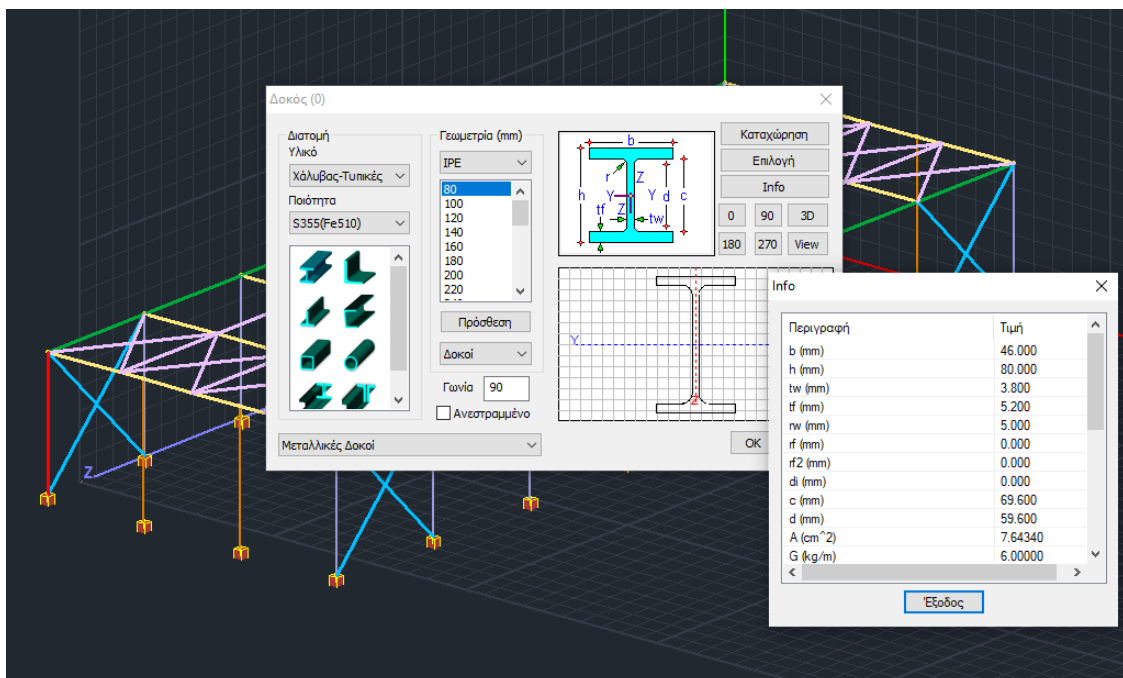 Δοκός (0)
Διατομή
Υλικό
Χάλυβας-Τυπικές
Ποιότητα
S355(Fe510)
Μεταλλικές Δοκοί
Γεωμετρία (mm)
IPE
80
100
120
140
160
180
200
220
Πρόσθεση
Δοκοί
Γωνία 90
Ανεστραμμένο
b
r
Z
h
Y
Y
d
c
tf
Z
tw
Καταχώρηση
Επιλογή
Info
0 90 3D
180 270 View
Y
Z
OK
Z
Info
Περιγραφή Τιμή
b (mm) 46.000
h (mm) 80.000
tw (mm) 3.800
tf (mm) 5.200
rw (mm) 5.000
rf (mm) 0.000
rf2 (mm) 0.000
di (mm) 0.000
c (mm) 69.600
d (mm) 59.600
A (cm^2) 7.64340
G (kg/m) 6.00000
Έξοδος